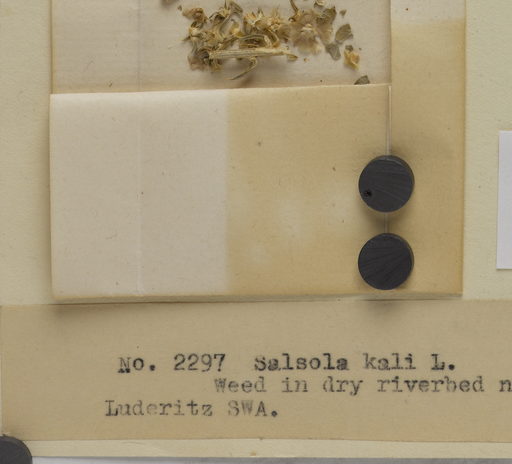 No. 2297 Salsola kali L.
Weed in dry riverbed n
Luderitz SWA.